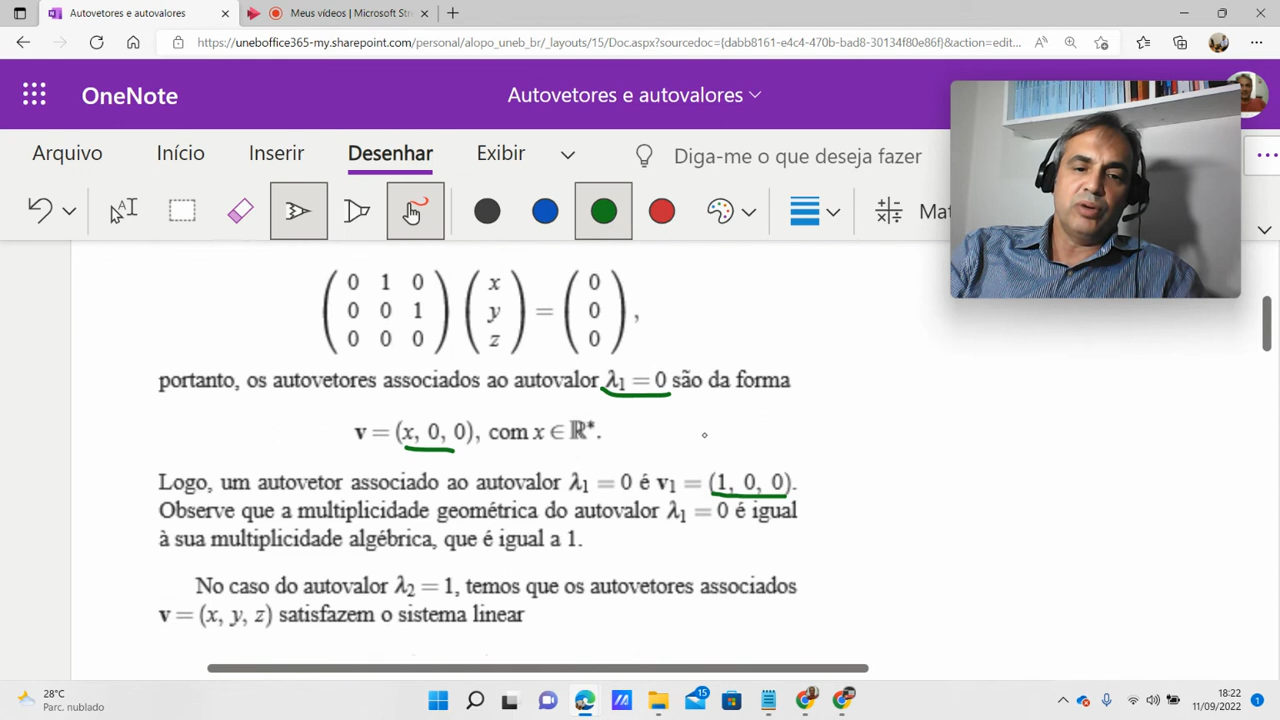 Autovetores e autovalores
Meus vídeos | Microsoft Str
https://uneboffice365-my.sharepoint.com/personal/alopo_uneb_br/_layouts/15/Doc.aspx?sourcedoc={dabb8161-e4c4-470b-bad8-30134f80e86f}&action=edit...
OneNote
Autovetores e autovalores
Arquivo Início Inserir Desenhar Exibir Diga-me o que deseja fazer
Mat
0 1 0 x 0
0 0 1 y = 0 ,
0 0 0 z 0
portanto, os autovetores associados ao autovalor λ₁ = 0 são da forma
v = (x, 0, 0), com x ∈ ℝ*.
Logo, um autovetor associado ao autovalor λ₁ = 0 é v₁ = (1, 0, 0).
Observe que a multiplicidade geométrica do autovalor λ₁ = 0 é igual
à sua multiplicidade algébrica, que é igual a 1.
No caso do autovalor λ₂ = 1, temos que os autovetores associados
v = (x, y, z) satisfazem o sistema linear
28°C
Parc. nublado
15
18:22
11/09/2022
1